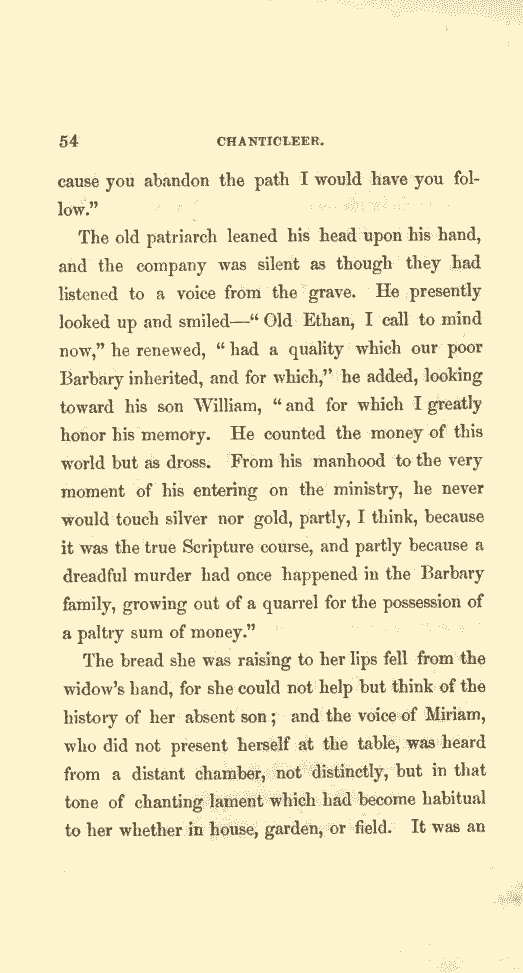 54 CHANTICLEER.
cause you abandon the path I would have you fol-
low.”
The old patriarch leaned his head upon his hand,
and the company was silent as though they had
listened to a voice from the grave. He presently
looked up and smiled—“ Old Ethan, I call to mind
now,” he renewed, “ had a quality which our poor
Barbary inherited, and for which,” he added, looking
toward his son William, “ and for which I greatly
honor his memory. He counted the money of this
world but as dross. From his manhood to the very
moment of his entering on the ministry, he never
would touch silver nor gold, partly, I think, because
it was the true Scripture course, and partly because a
dreadful murder had once happened in the Barbary
family, growing out of a quarrel for the possession of
a paltry sum of money.”
The bread she was raising to her lips fell from the
widow’s hand, for she could not help but think of the
history of her absent son ; and the voice of Miriam,
who did not present herself at the table, was heard
from a distant chamber, not distinctly, but in that
tone of chanting lament which had become habitual
to her whether in house, garden, or field. It was an